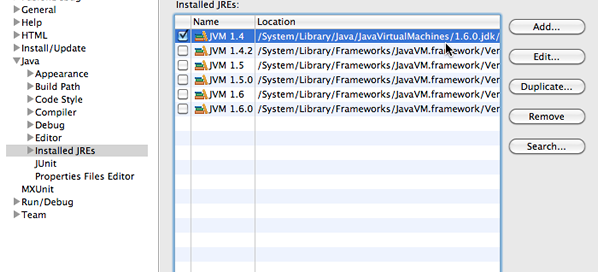 General
Help
HTML
Install/Update
Java
Appearance
Build Path
Code Style
Compiler
Debug
Editor
Installed JREs
JUnit
Properties Files Editor
MXUnit
Run/Debug
Team
Installed JREs:
Name Location
JVM 1.4 /System/Library/Java/JavaVirtualMachines/1.6.0.jdk/
JVM 1.4.2 /System/Library/Frameworks/JavaVM.framework/Ver
JVM 1.5 /System/Library/Frameworks/JavaVM.framework/Ver
JVM 1.5.0 /System/Library/Frameworks/JavaVM.framework/Ver
JVM 1.6 /System/Library/Frameworks/JavaVM.framework/Ver
JVM 1.6.0 /System/Library/Frameworks/JavaVM.framework/Ver
Add...
Edit...
Duplicate...
Remove
Search...